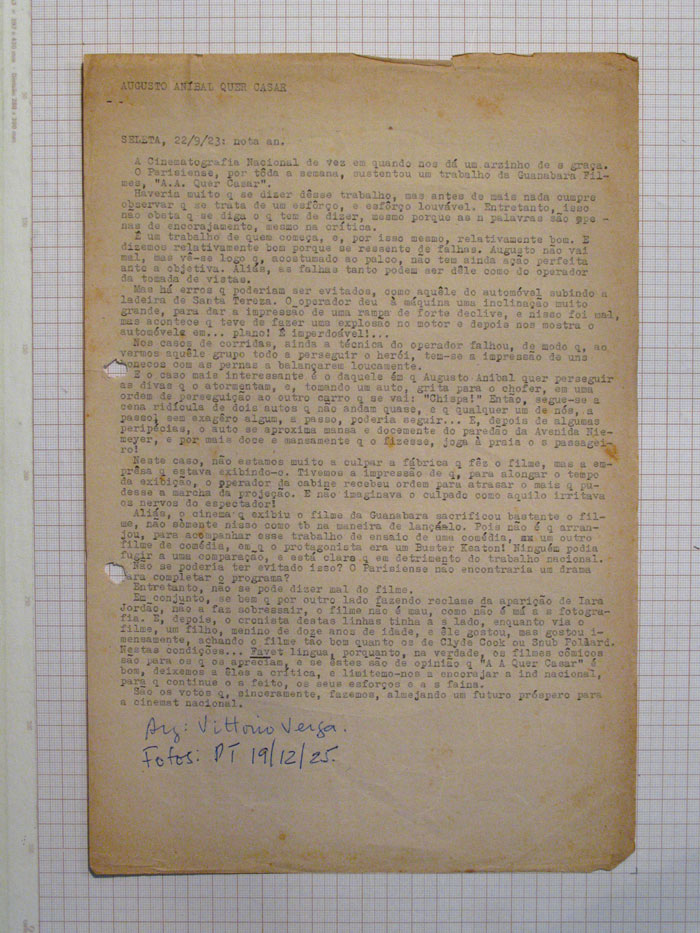 AUGUSTO ANÍBAL QUER CASAR
SELETA, 22/9/23: nota an.
A Cinematografia Nacional de vez em quando nos dá um arzinho de s graça.
O Parisiense, por tôda a semana, sustentou um trabalho da Guanabara Fil-
mes, "A.A. Quer Casar".
Haveria muito q se dizer dêsse trabalho, mas antes de mais nada cumpre
observar q se trata de um esfôrço, e esfôrço louvável. Entretanto, isso
não obsta q se diga o q tem de dizer, mesmo porque as n palavras são ape-
nas de encorajamento, mesmo na crítica.
É um trabalho de quem começa, e, por isso mesmo, relativamente bom. E
dizemos relativamente bom porque se ressente de falhas. Augusto não vai
mal, mas vê-se logo q, acostumado ao palco, não tem ainda ação perfeita
ante a objetiva. Aliás, as falhas tanto podem ser dêle como do operador
da tomada de vistas.
Mas há erros q poderiam ser evitados, como aquêle do automóvel subindo a
ladeira de Santa Tereza. O operador deu à máquina uma inclinação muito
grande, para dar a impressão de uma rampa de forte declive, e nisso foi mal,
mas acontece q teve de fazer uma explosão no motor e depois nos mostra o
automóvel em... plano! É imperdoável!...
Nos casos de corridas, ainda a técnica do operador falhou, de modo q, ao
vermos aquêle grupo todo a perseguir o herói, tem-se a impressão de uns
bonecos com as pernas a balançarem loucamente.
E o caso mais interessante é o daquele em q Augusto Anibal quer perseguir
as divas q o atormentam, e, tomando um auto, grita para o chofer, em uma
ordem de perseguição ao outro carro q se vai: "Chispa!" Então, segue-se a
cena ridícula de dois autos q não andam quase, e q qualquer um de nós, a
passo, sem exagêro algum, a passo, poderia seguir... E, depois de algumas
peripécias, o auto se aproxima mansa e docemente do paredão da Avenida Nie-
meyer, e por mais doce e mansamente q o fizesse, joga à praia o s passagei-
ro!
Neste caso, não estamos muito a culpar a fábrica q fês o filme, mas a em-
prêsa q estava exibindo-o. Tivemos a impressão de q, para alongar o tempo
da exibição, o operador da cabine recebeu ordem para atrasar o mais q pu-
desse a marcha da projeção. E não imaginava o culpado como aquilo irritava
os nervos do espectador!
Aliás, o cinema q exibiu o filme da Guanabara sacrificou bastante o fil-
me, não sòmente nisso como tb na maneira de lançá-lo. Pois não é q arran-
jou, para acompanhar esse trabalho de ensaio de uma comédia, um outro
filme de comédia, em q o protagonista era um Buster Keaton! Ninguém podia
fugir a uma comparação, e está claro q em detrimento do trabalho nacional.
Não se poderia ter evitado isso? O Parisiense não encontraria um drama
para completar o programa?
Entretanto, não se pode dizer mal do filme.
Em conjunto, se bem q por outro lado fazendo reclame da aparição de Iara
Jordão, não a faz sobressair, o filme não é mau, como não é má a s fotogra-
fia. E, depois, o cronista destas linhas tinha a s lado, enquanto via o
filme, um filho, menino de doze anos de idade, e êle gostou, mas gostou i-
mensamente, achando o filme tão bom quanto os de Clyde Cook ou Snub Pollard.
Nestas condições... Favet lingua, porquanto, na verdade, os filmes cômicos
são para os q os apreciam, e se êstes são de opinião q "A A Quer Casar" é
bom, deixemos a êles a crítica, e limitemo-nos a encorejar a ind nacional,
para q continue o a feito, os seus esforços e a s faina.
São os votos q, sinceramente, fazemos, almejando um futuro próspero para
a cinemat nacional.
Arq: Vittorio Verga.
Fotos: DT 19/12/25.